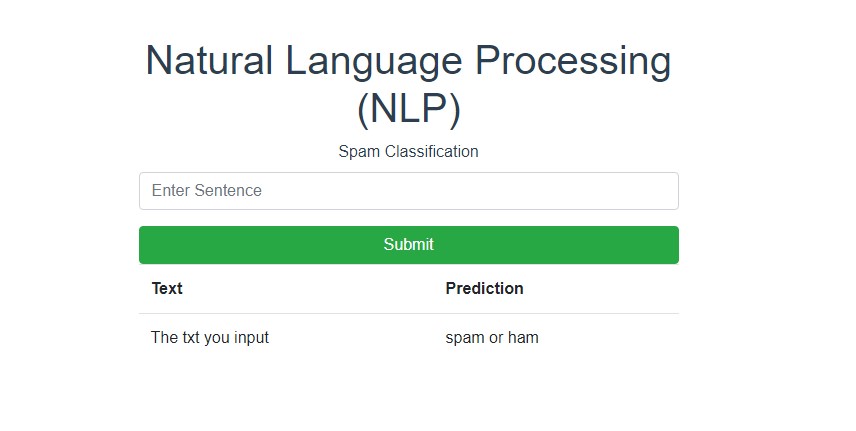 Natural Language Processing
(NLP)
Spam Classification
Enter Sentence
Submit
Text Prediction
The txt you input spam or ham